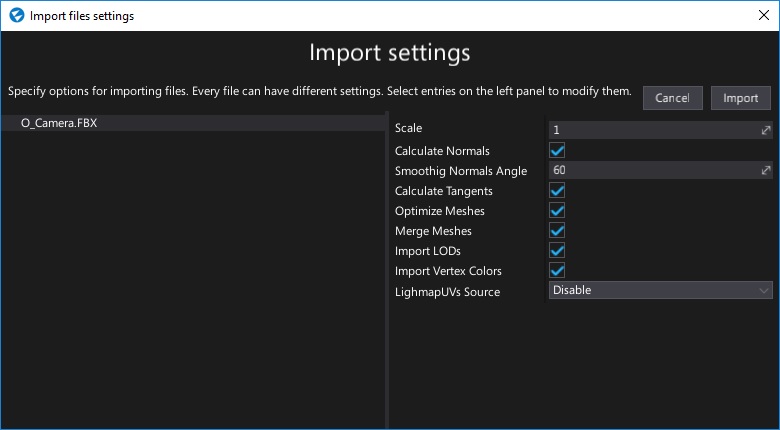 Import files settings
Import settings
Specify options for importing files. Every file can have different settings. Select entries on the left panel to modify them.
Cancel
Import
O_Camera.FBX
Scale
1
Calculate Normals
Smoothig Normals Angle
60
Calculate Tangents
Optimize Meshes
Merge Meshes
Import LODs
Import Vertex Colors
LighmapUVs Source
Disable